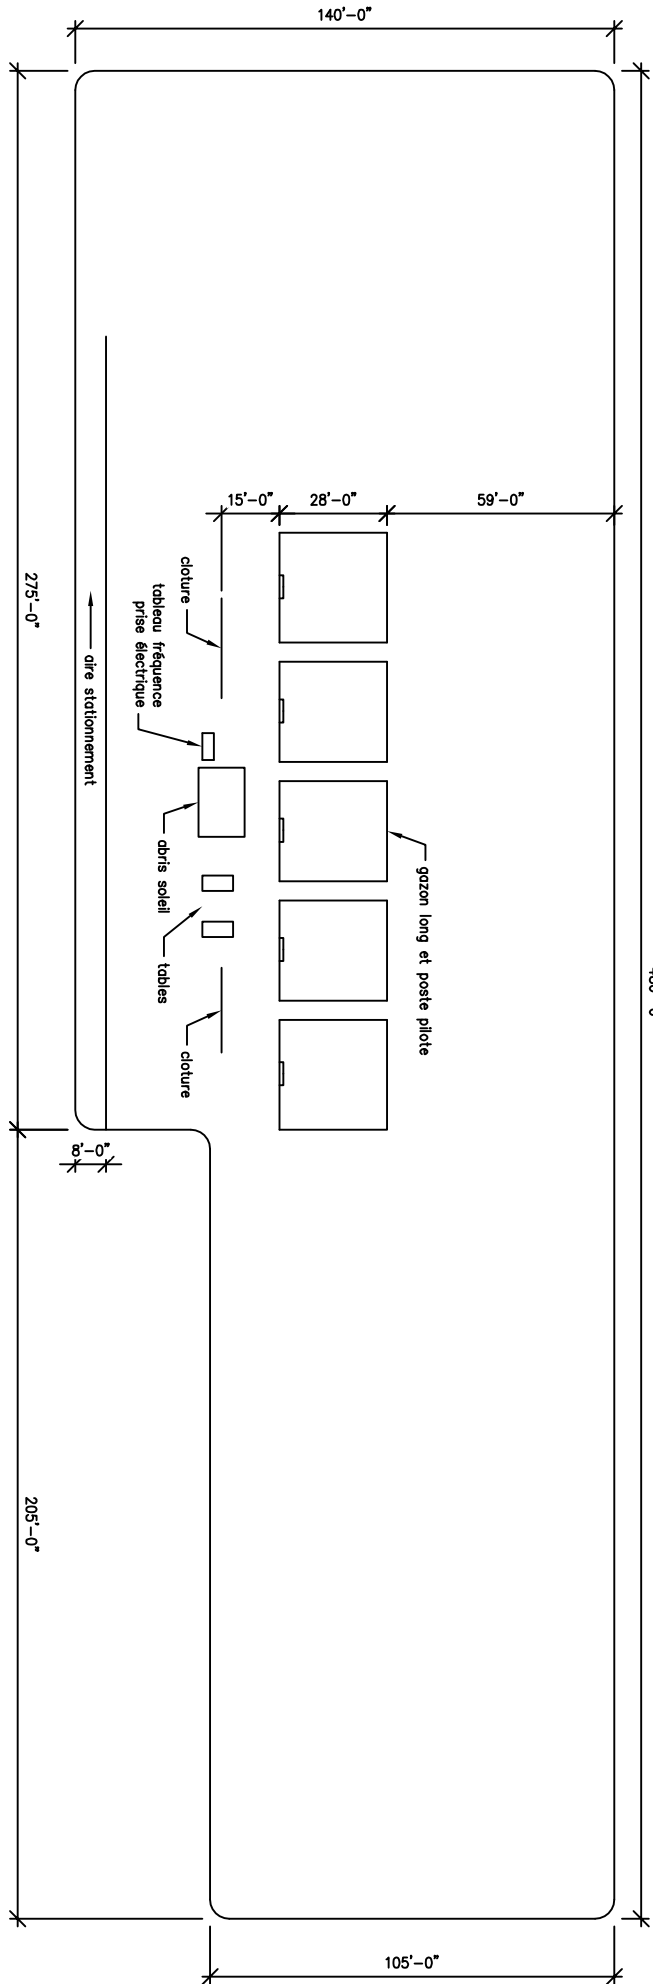 140'-0"
15'-0"
28'-0"
59'-0"
cloture
tableau fréquence
prise électrique
275'-0"
aire stationnement
abris soleil
gazon long et poste pilote
tables
cloture
8'-0"
205'-0"
105'-0"